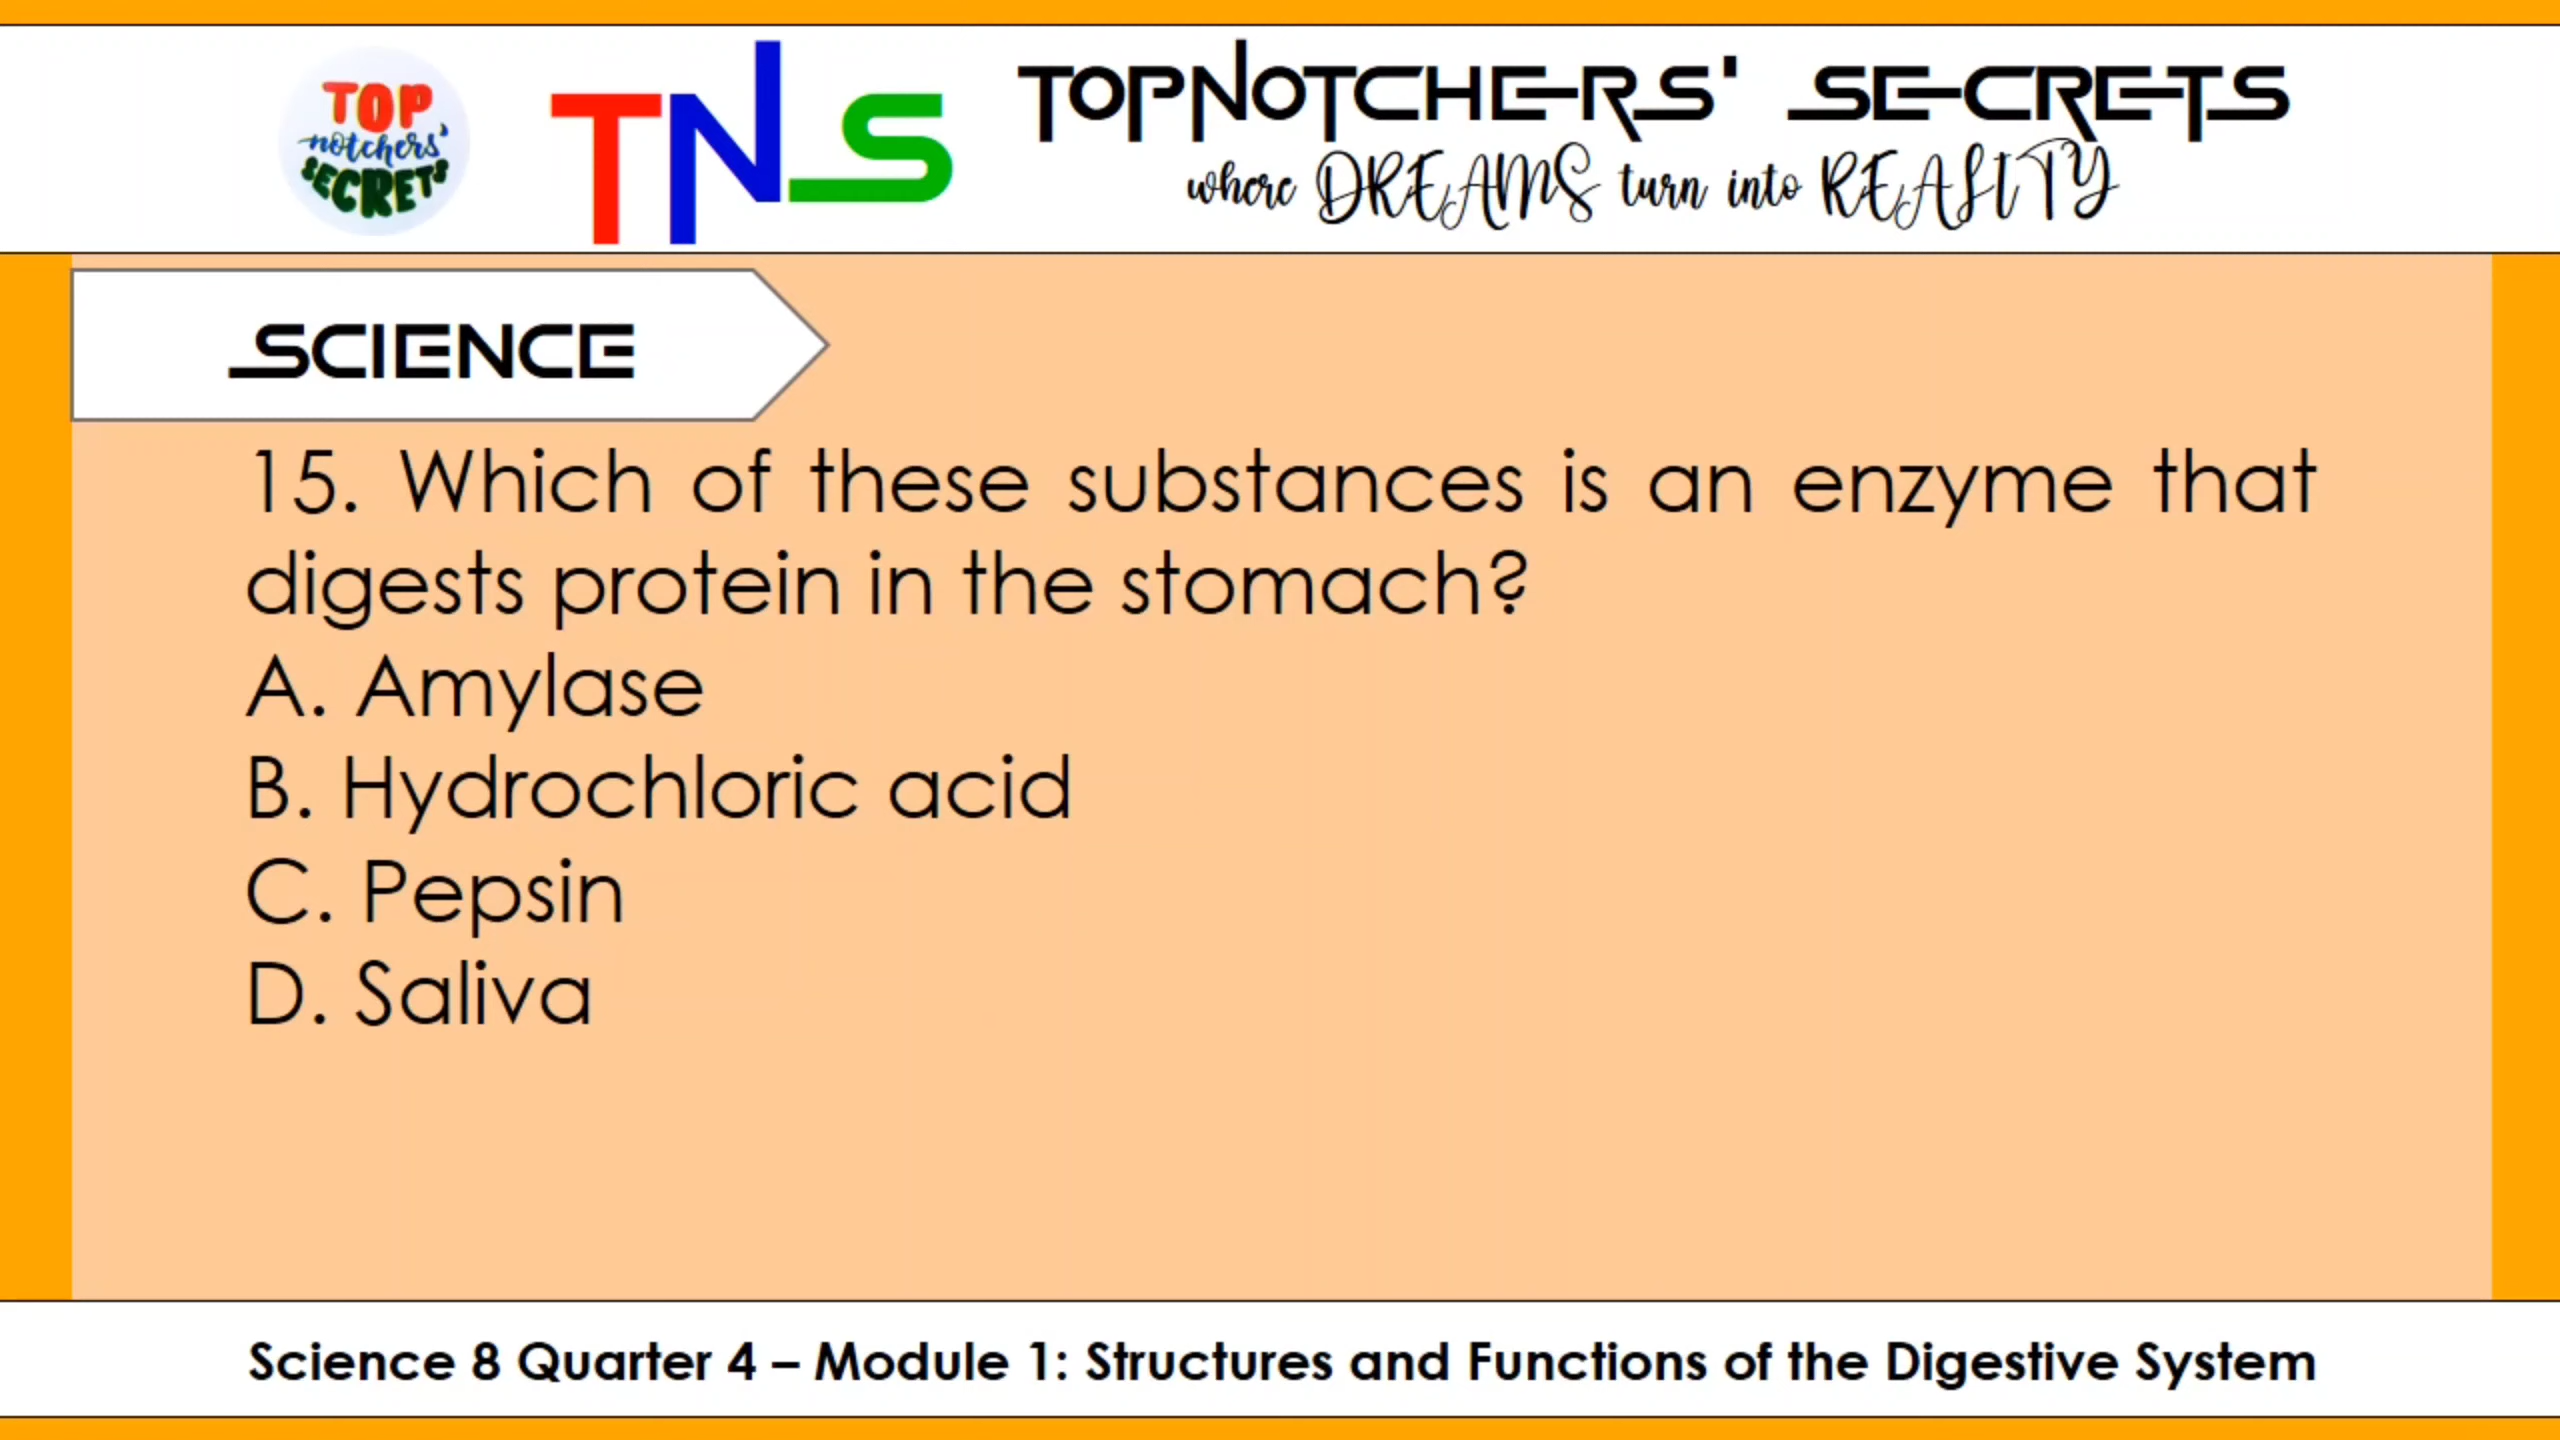 TOP
notchers'
SECRETS
TNS
TOPNOTCHERS' SECRETS
where DREAMS turn into REALITY
SCIENCE
15. Which of these substances is an enzyme that
digests protein in the stomach?
A. Amylase
B. Hydrochloric acid
C. Pepsin
D. Saliva
Science 8 Quarter 4 – Module 1: Structures and Functions of the Digestive System